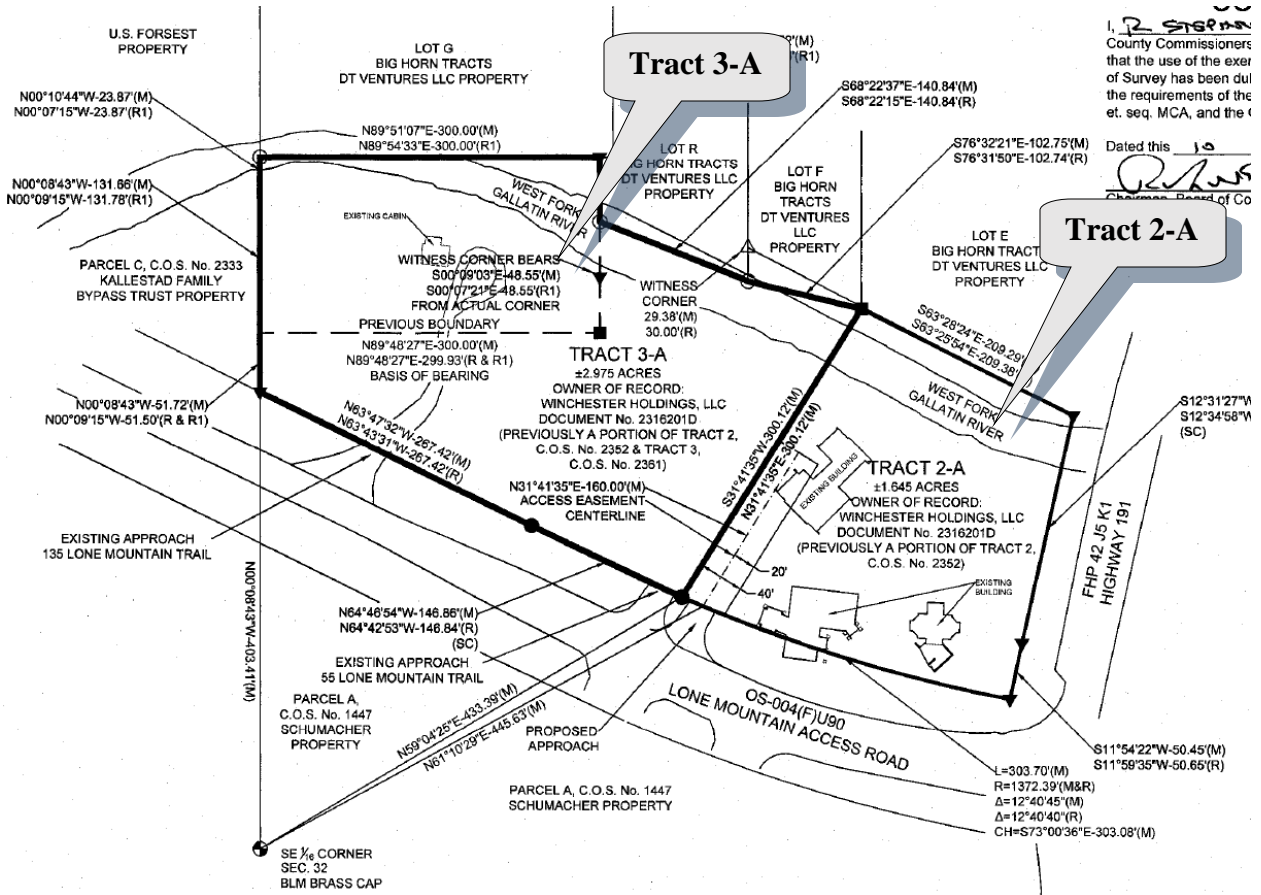 U.S. FORSEST
PROPERTY
LOT G
BIG HORN TRACTS
DT VENTURES LLC PROPERTY
Tract 3-A
'(M)
'(R1)
S68°22'37"E-140.84'(M)
S68°22'15"E-140.84'(R)
I, R STEPHEN
County Commissioners
that the use of the exer
of Survey has been dul
the requirements of the
et. seq. MCA, and the
Dated this 10
Chairman, Board of Co
N00°10'44"W-23.87'(M)
N00°07'15"W-23.87'(R1)
N89°51'07"E-300.00'(M)
N89°54'33"E-300.00'(R1)
S76°32'21"E-102.75'(M)
S76°31'50"E-102.74'(R)
LOT R
BIG HORN TRACTS
DT VENTURES LLC
PROPERTY
LOT F
BIG HORN
TRACTS
DT VENTURES
LLC
PROPERTY
N00°08'43"W-131.66'(M)
N00°09'15"W-131.78'(R1)
WEST FORK
GALLATIN RIVER
EXISTING CABIN
Tract 2-A
LOT E
BIG HORN TRACT
DT VENTURES LLC
PROPERTY
PARCEL C, C.O.S. No. 2333
KALLESTAD FAMILY
BYPASS TRUST PROPERTY
WITNESS CORNER BEARS
S00°09'03"E-48.55'(M)
S00°07'21"E-48.55'(R1)
FROM ACTUAL CORNER
WITNESS
CORNER
29.38'(M)
30.00'(R)
PREVIOUS BOUNDARY
N89°48'27"E-300.00'(M)
N89°48'27"E-299.93'(R & R1)
BASIS OF BEARING
S63°28'24"E-209.29'
S63°25'54"E-209.38'
TRACT 3-A
±2.975 ACRES
OWNER OF RECORD:
WINCHESTER HOLDINGS, LLC
DOCUMENT No. 2316201D
(PREVIOUSLY A PORTION OF TRACT 2,
C.O.S. No. 2352 & TRACT 3,
C.O.S. No. 2361)
WEST FORK
GALLATIN RIVER
N00°08'43"W-51.72'(M)
N00°09'15"W-51.50'(R & R1)
N63°47'32"W-267.42'(M)
N63°43'31"W-267.42'(R)
S31°41'35"W-300.12'(M)
N31°41'35"E-300.12'(M)
S12°31'27"W
S12°34'58"W
(SC)
N31°41'35"E-160.00'(M)
ACCESS EASEMENT
CENTERLINE
EXISTING BUILDING
TRACT 2-A
±1.645 ACRES
OWNER OF RECORD:
WINCHESTER HOLDINGS, LLC
DOCUMENT No. 2316201D
(PREVIOUSLY A PORTION OF TRACT 2,
C.O.S. No. 2352)
EXISTING APPROACH
135 LONE MOUNTAIN TRAIL
20'
40'
EXISTING
BUILDING
FHP 42 J5 K1
HIGHWAY 191
N00°08'43"W-403.41'(M)
N64°46'54"W-146.86'(M)
N64°42'53"W-146.84'(R)
(SC)
EXISTING APPROACH
55 LONE MOUNTAIN TRAIL
PARCEL A,
C.O.S. No. 1447
SCHUMACHER
PROPERTY
N59°04'25"E-433.39'(M)
N61°10'29"E-445.63'(M)
PROPOSED
APPROACH
OS-004(F)U90
LONE MOUNTAIN ACCESS ROAD
S11°54'22"W-50.45'(M)
S11°59'35"W-50.65'(R)
PARCEL A, C.O.S. No. 1447
SCHUMACHER PROPERTY
L=303.70'(M)
R=1372.39'(M&R)
Δ=12°40'45"(M)
Δ=12°40'40"(R)
CH=S73°00'36"E-303.08'(M)
SE 1/16 CORNER
SEC. 32
BLM BRASS CAP